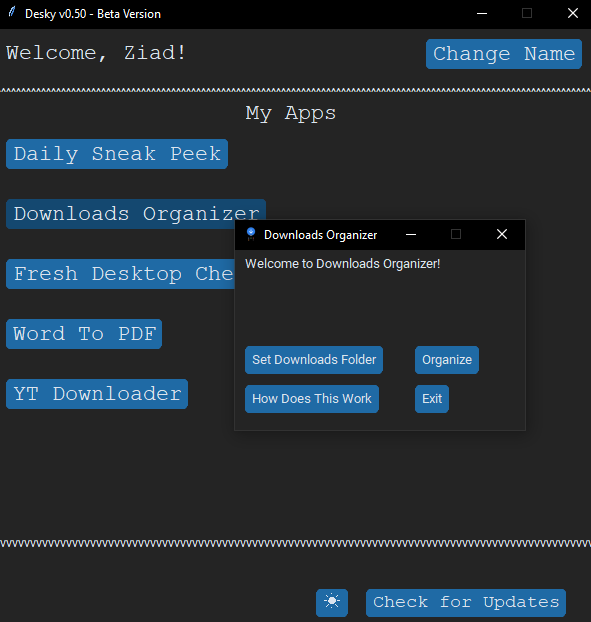 Desky v0.50 - Beta Version
Welcome, Ziad!
Change Name
My Apps
Daily Sneak Peek
Downloads Organizer
Fresh Desktop Che
Word To PDF
YT Downloader
Downloads Organizer
Welcome to Downloads Organizer!
Set Downloads Folder
Organize
How Does This Work
Exit
Check for Updates